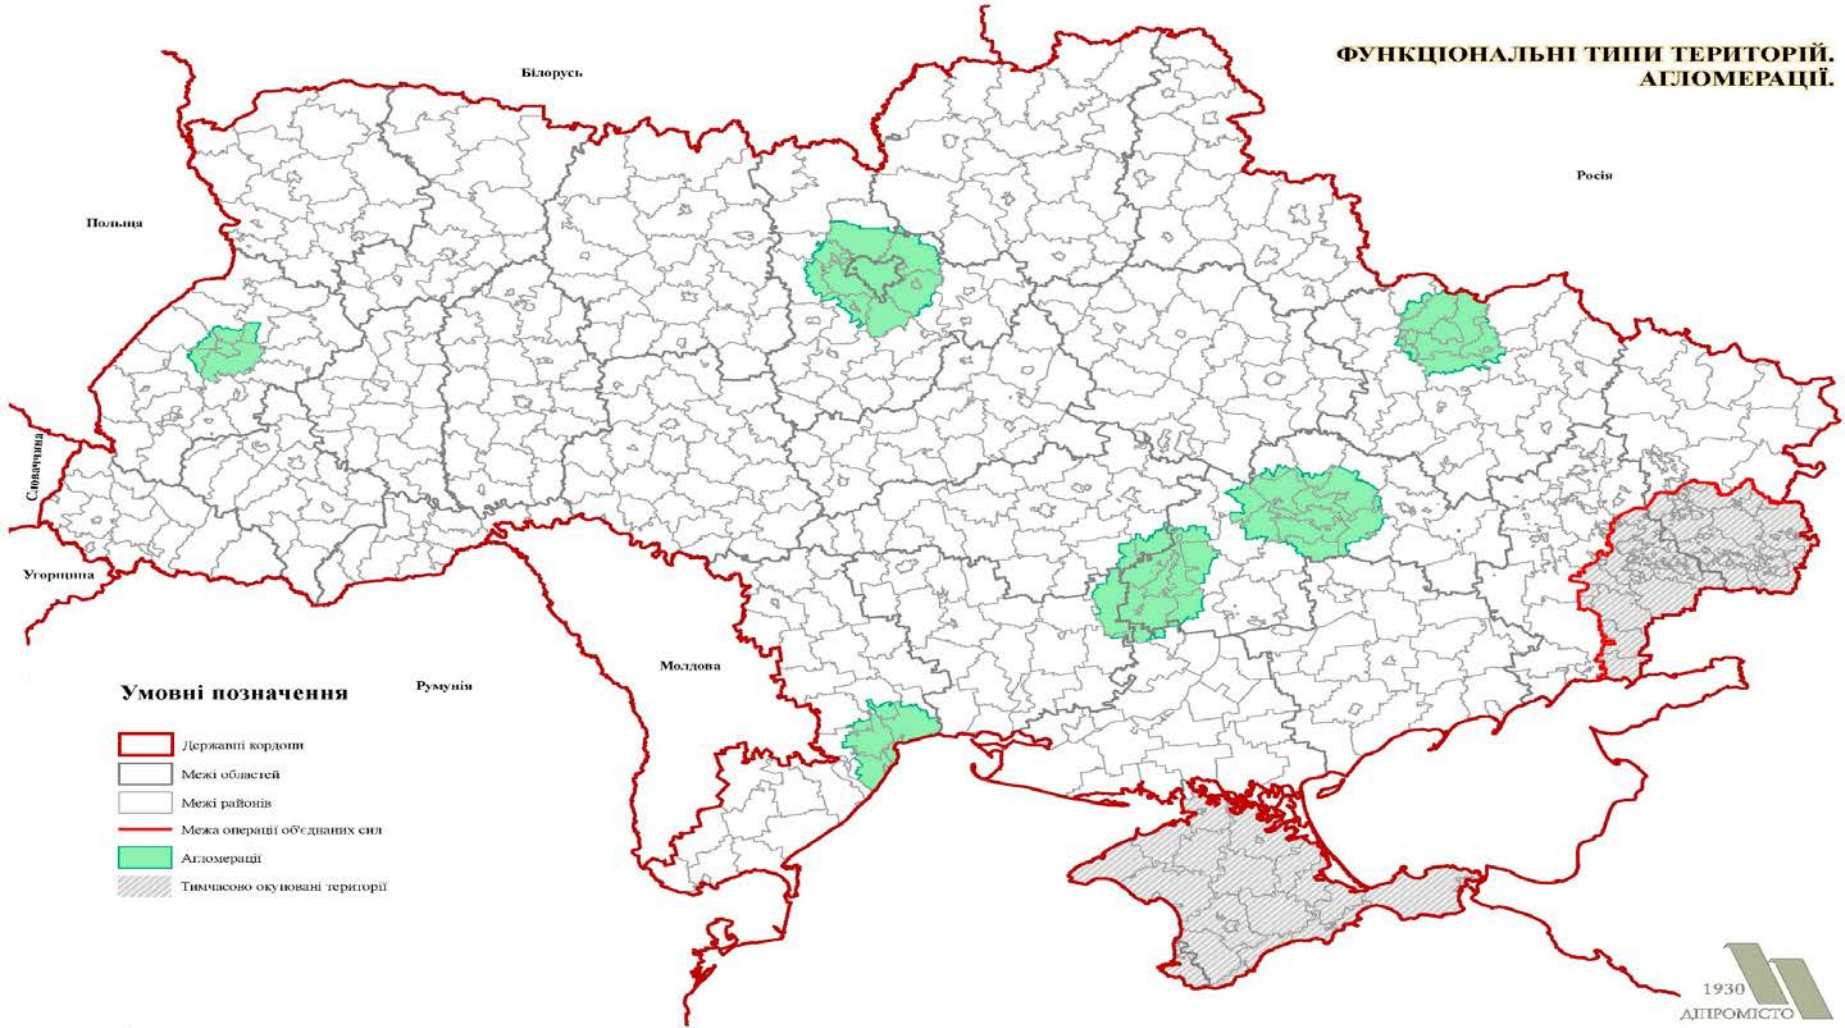 ФУНКЦІОНАЛЬНІ ТИПИ ТЕРИТОРІЙ.
АГЛОМЕРАЦІЇ.
Білорусь
Росія
Польща
Словаччина
Угорщина
Румунія
Молдова
Умовні позначення
Державні кордони
Межі областей
Межі районів
Межа операції об'єднаних сил
Агломерації
Тимчасово окуповані території
1930
ДІПРОМІСТО